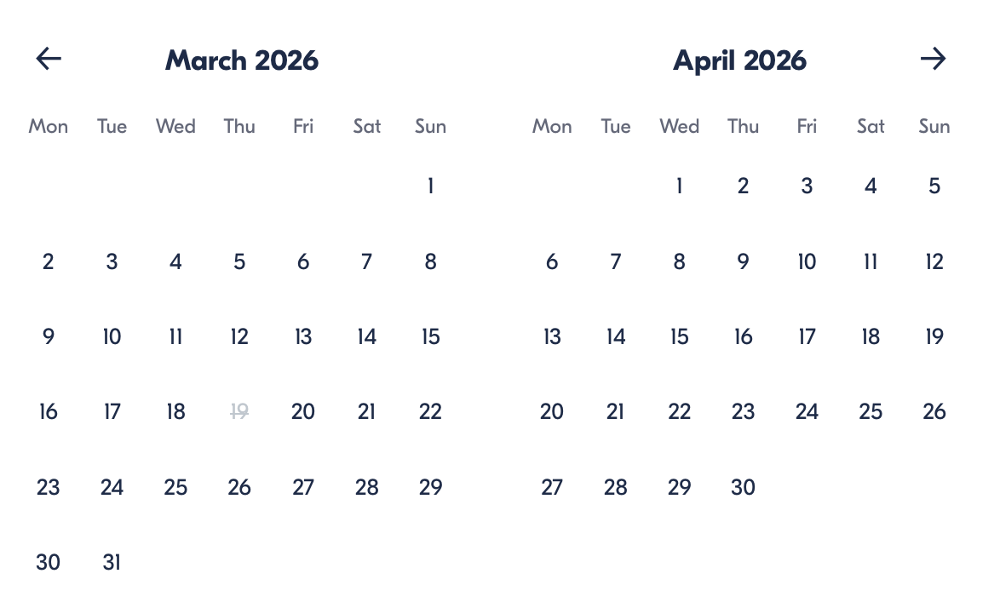 March 2026
Mon Tue Wed Thu Fri Sat Sun
1
2 3 4 5 6 7 8
9 10 11 12 13 14 15
16 17 18 19 20 21 22
23 24 25 26 27 28 29
30 31
April 2026
Mon Tue Wed Thu Fri Sat Sun
1 2 3 4 5
6 7 8 9 10 11 12
13 14 15 16 17 18 19
20 21 22 23 24 25 26
27 28 29 30